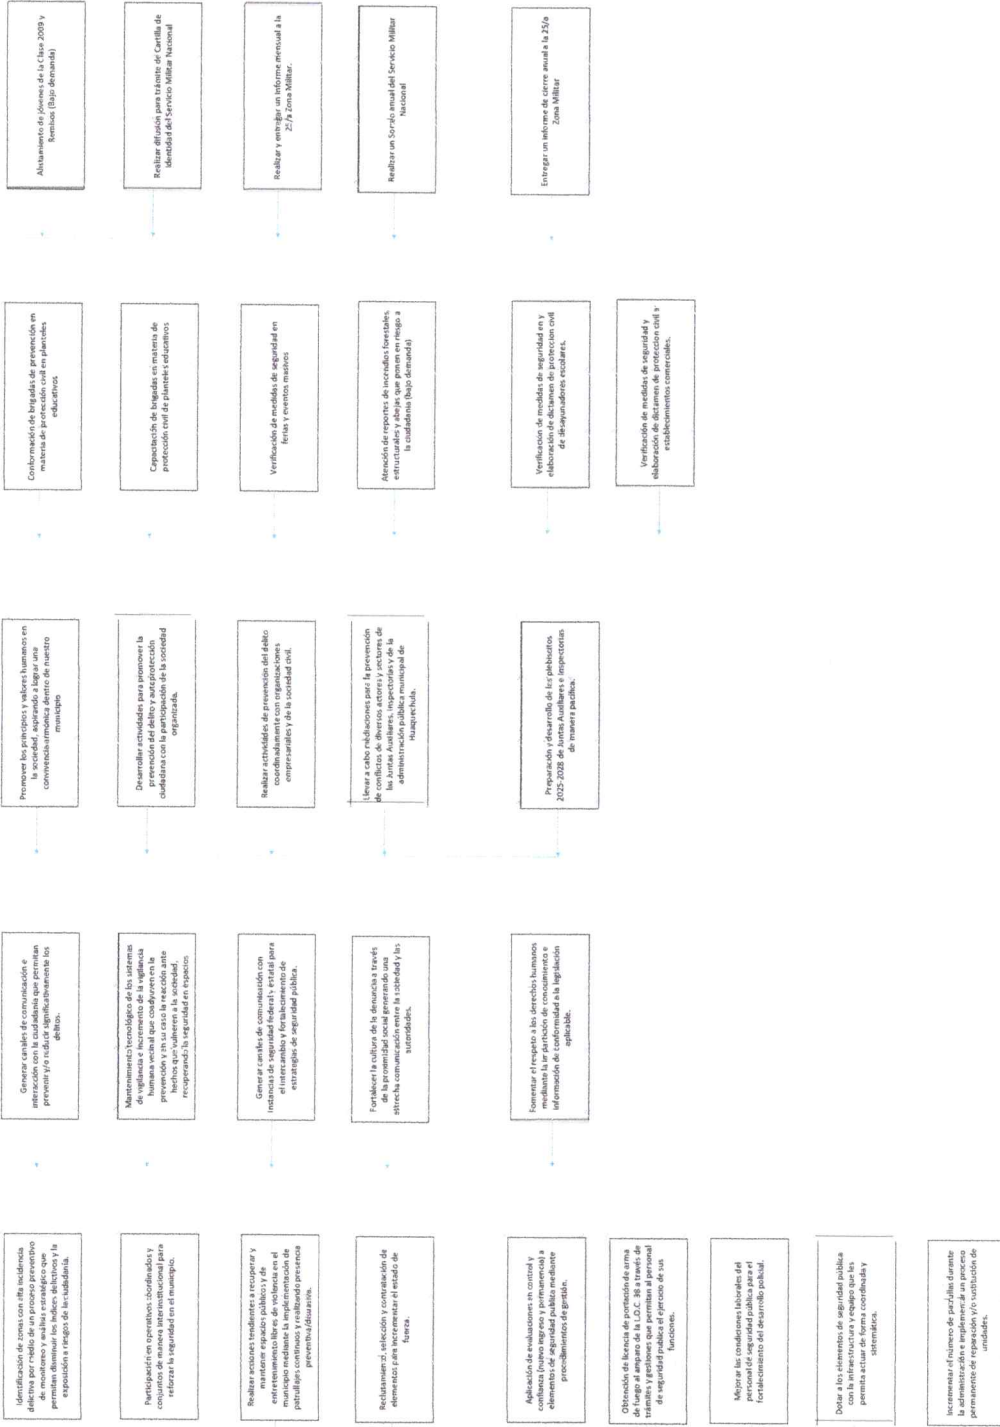 Identificación de zonas con alta incidencia
delictiva por medio de un proceso preventivo
de monitoreo y análisis estratégico que
permitan disminuir los índices delictivos y la
exposición a riesgos de la ciudadanía.
Participación en operativos coordinados y
conjuntos de manera interinstitucional para
reforzar la seguridad en el municipio.
Realizar acciones tendientes a recuperar y
mantener espacios públicos y de
entretenimiento libres de violencia en el
municipio mediante la implementación de
patrullajes continuos y realizando presencia
preventiva/disuasiva.
Reclutamiento, selección y contratación de
elementos para incrementar el estado de
fuerza.
Aplicación de evaluaciones en control y
confianza (nuevo ingreso y permanencia) a
elementos de seguridad publica mediante
procedimientos de gestión.
Obtención de licencia de portación de arma
de fuego al amparo de la L.O.C. 38 a través de
trámites y gestiones que permitan al personal
de seguridad publica el ejercicio de sus
funciones.
Mejorar las condiciones laborales del
personal de seguridad pública para el
fortalecimiento del desarrollo policial.
Dotar a los elementos de seguridad pública
con la infraestructura y equipo que les
permita actuar de forma coordinada y
sistemática.
Incrementar el número de patrullas durante
la administración e implementar un proceso
permanente de reparación y/o sustitución de
unidades.
Generar canales de comunicación e
interacción con la ciudadanía que permitan
prevenir y/o reducir significativamente los
delitos.
Mantenimiento tecnológico de los sistemas
de vigilancia e incremento de la vigilancia
humana vecinal que coadyuven en la
prevención y en su caso la reacción ante
hechos que vulneren a la sociedad,
recuperando la seguridad en espacios
Generar canales de comunicación con
instancias de seguridad federal y estatal para
el intercambio y fortalecimiento de
estrategias de seguridad pública.
Fortalecer la cultura de la denuncia a través
de la proximidad social generando una
estrecha comunicación entre la sociedad y las
autoridades.
Fomentar el respeto a los derechos humanos
mediante la impartición de conocimiento e
información de conformidad a la legislación
aplicable.
Promover los principios y valores humanos en
la sociedad, aspirando a lograr una
convivencia armónica dentro de nuestro
municipio
Desarrollar actividades para promover la
prevención del delito y autoprotección
ciudadana con la participación de la sociedad
organizada.
Realizar actividades de prevención del delito
coordinadamente con organizaciones
empresariales y de la sociedad civil.
Llevar a cabo mediaciones para la prevención
de conflictos de diversos actores y sectores de
las Juntas Auxiliares, inspectorías y de la
administración pública municipal de
Huaquechula.
Preparación y desarrollo de los plebiscitos
2025-2028 de Juntas Auxiliares e inspectorias
de manera pacífica.
Conformación de brigadas de prevención en
materia de protección civil en planteles
educativos
Capacitación de brigadas en materia de
protección civil de planteles educativos
Verificación de medidas de seguridad en
ferias y eventos masivos
Atención de reportes de incendios forestales,
estructurales y abejas que ponen en riesgo a
la ciudadanía (bajo demanda)
Verificación de medidas de seguridad en y
elaboración de dictamen de proteccion civil
de desayunadores escolares.
Verificación de medidas de seguridad y
elaboración de dictamen de proteccion civil a
establecimientos comerciales.
Alistamiento de jóvenes de la Clase 2009 y
Remisos (Bajo demanda)
Realizar difusión para trámite de Cartilla de
Identidad del Servicio Militar Nacional
Realizar y entregar un informe mensual a la
25/a Zona Militar.
Realizar un Sorteo anual del Servicio Militar
Nacional
Entregar un informe de cierre anual a la 25/a
Zona Militar